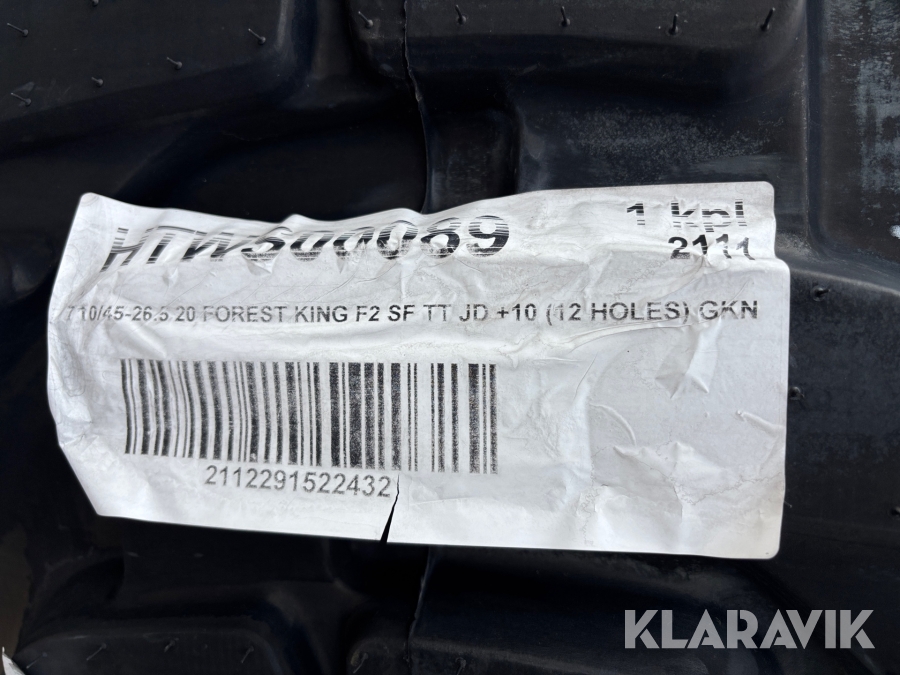 HTWS00089 1 kpl
2111
710/45-26.5 20 FOREST KING F2 SF TT JD +10 (12 HOLES) GKN
2112291522432
KLARAVIK